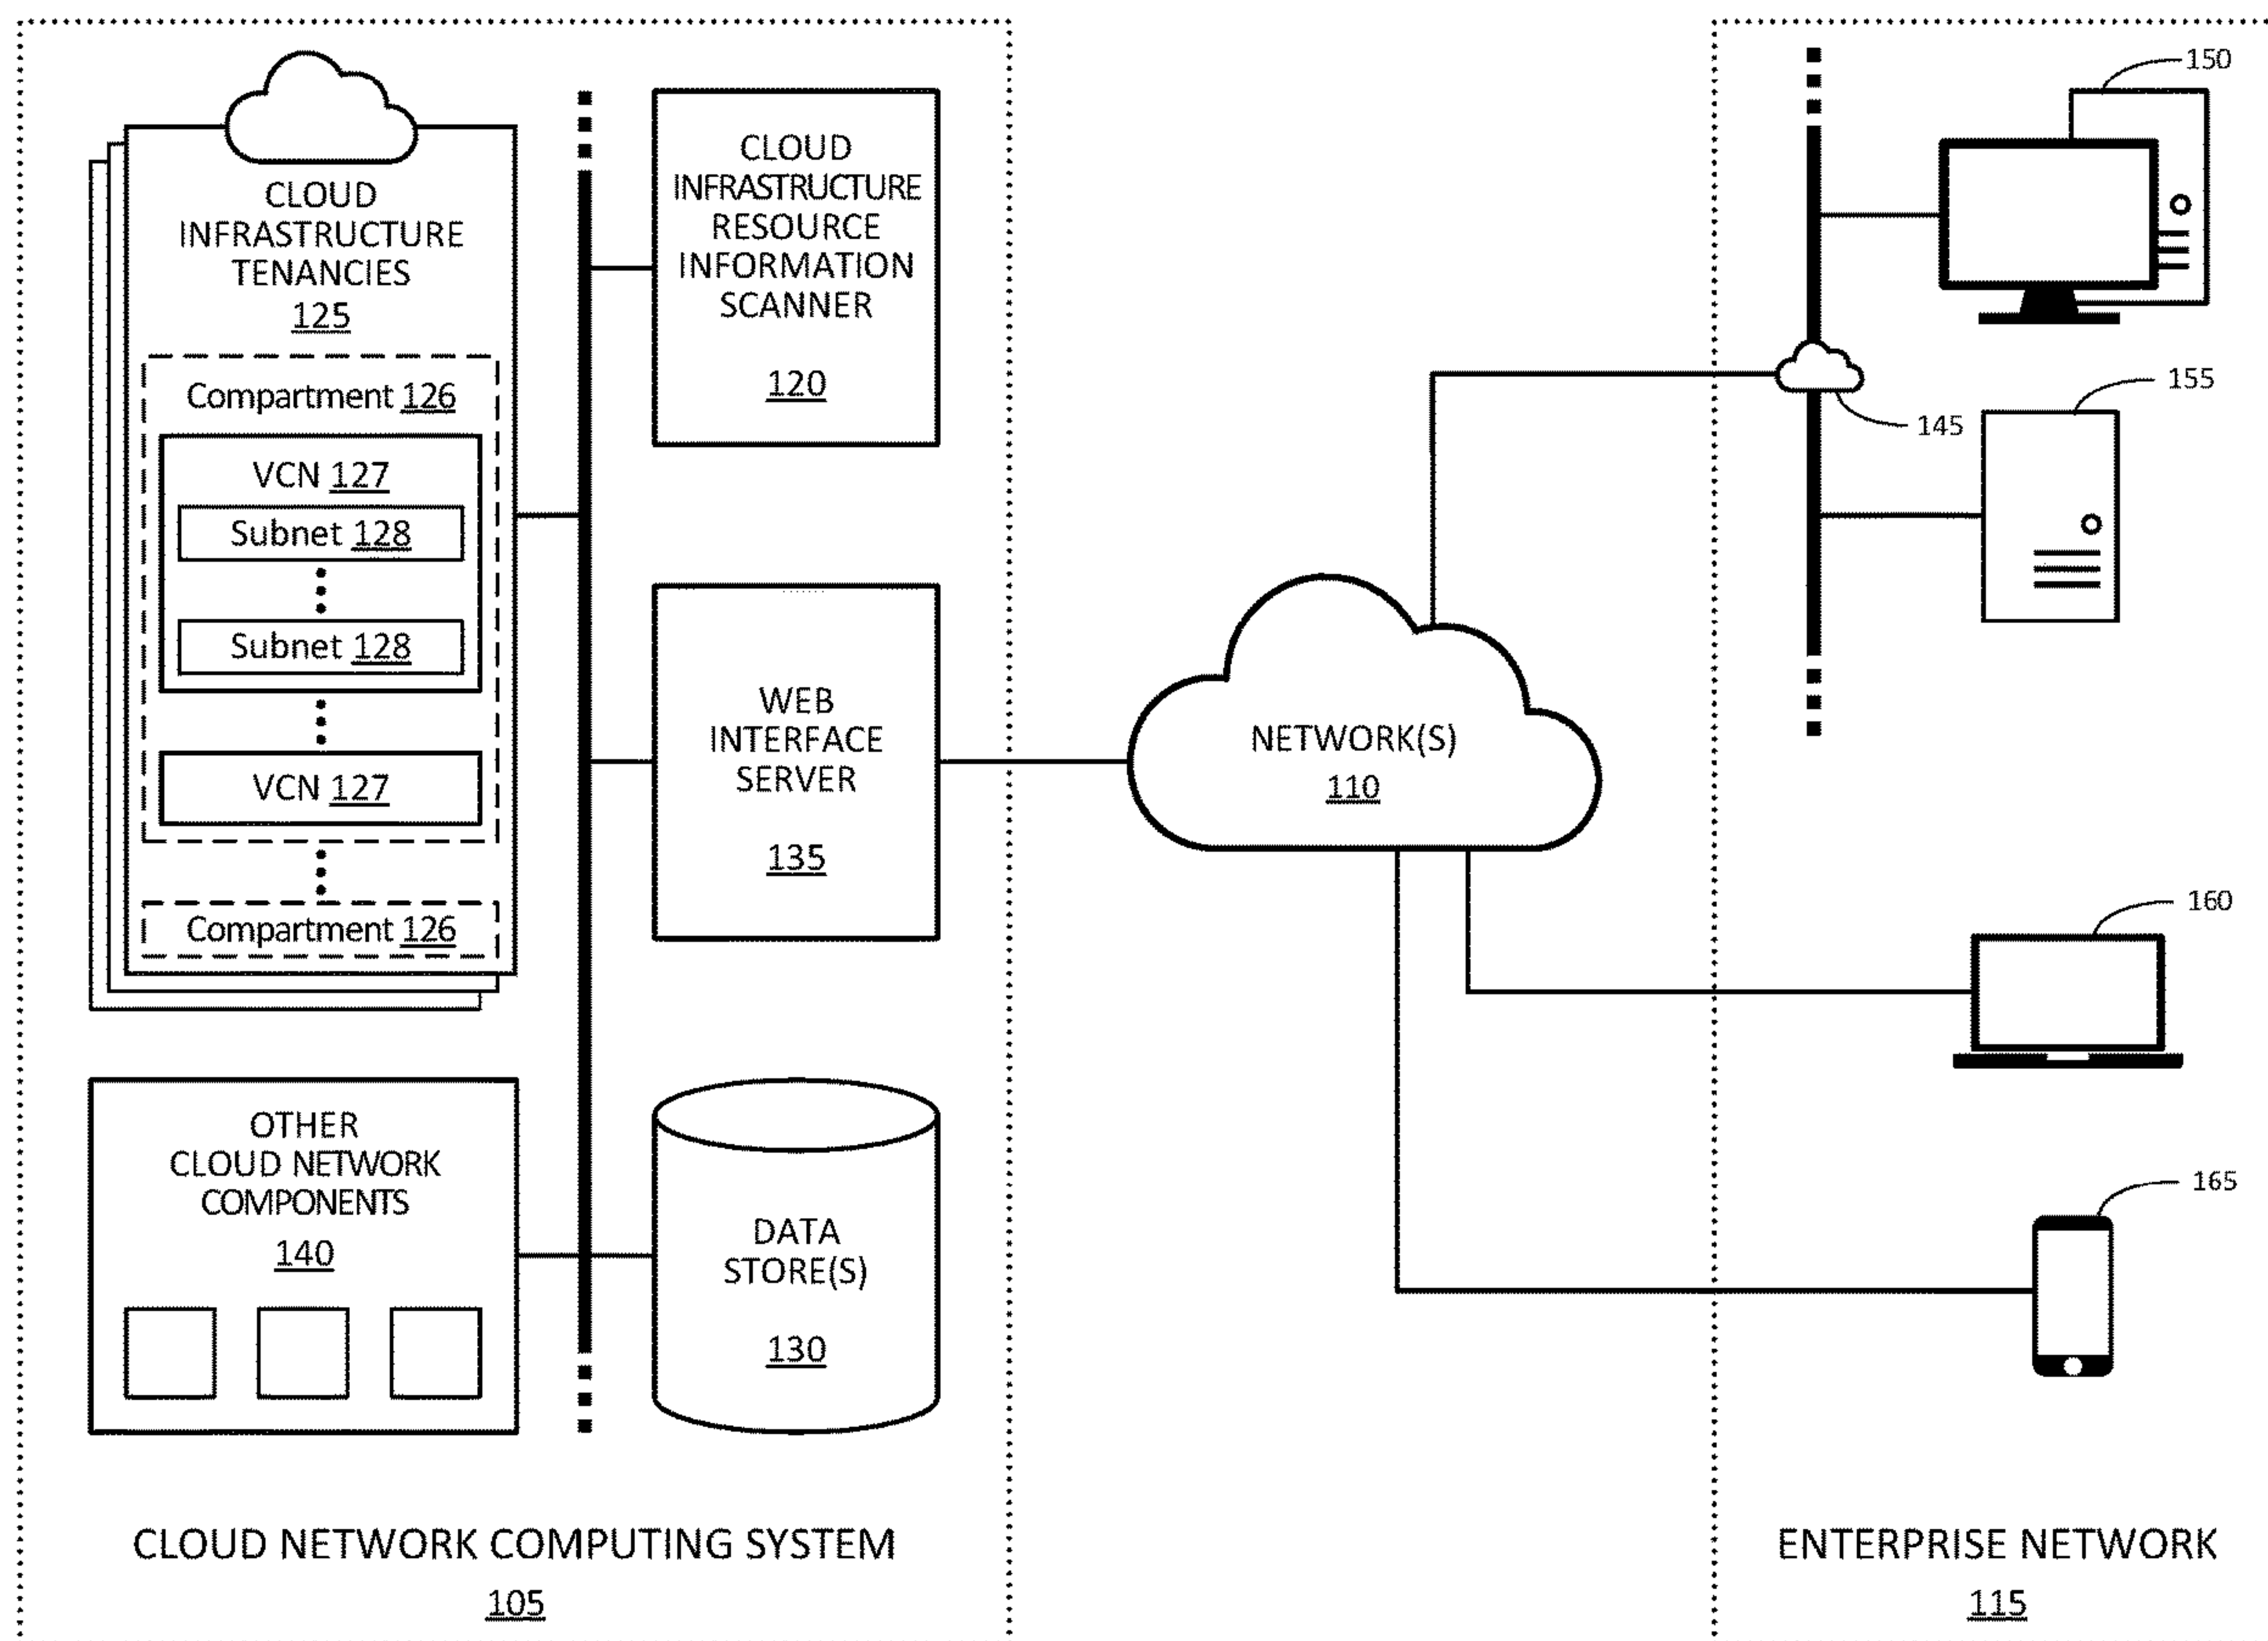 CLOUD
INFRASTRUCTURE
TENANCIES
125
Compartment 126
VCN 127
Subnet 128
Subnet 128
VCN 127
Compartment 126
CLOUD
INFRASTRUCTURE
RESOURCE
INFORMATION
SCANNER
120
WEB
INTERFACE
SERVER
135
OTHER
CLOUD NETWORK
COMPONENTS
140
DATA
STORE(S)
130
CLOUD NETWORK COMPUTING SYSTEM
105
NETWORK(S)
110
150
145
155
160
165
ENTERPRISE NETWORK
115